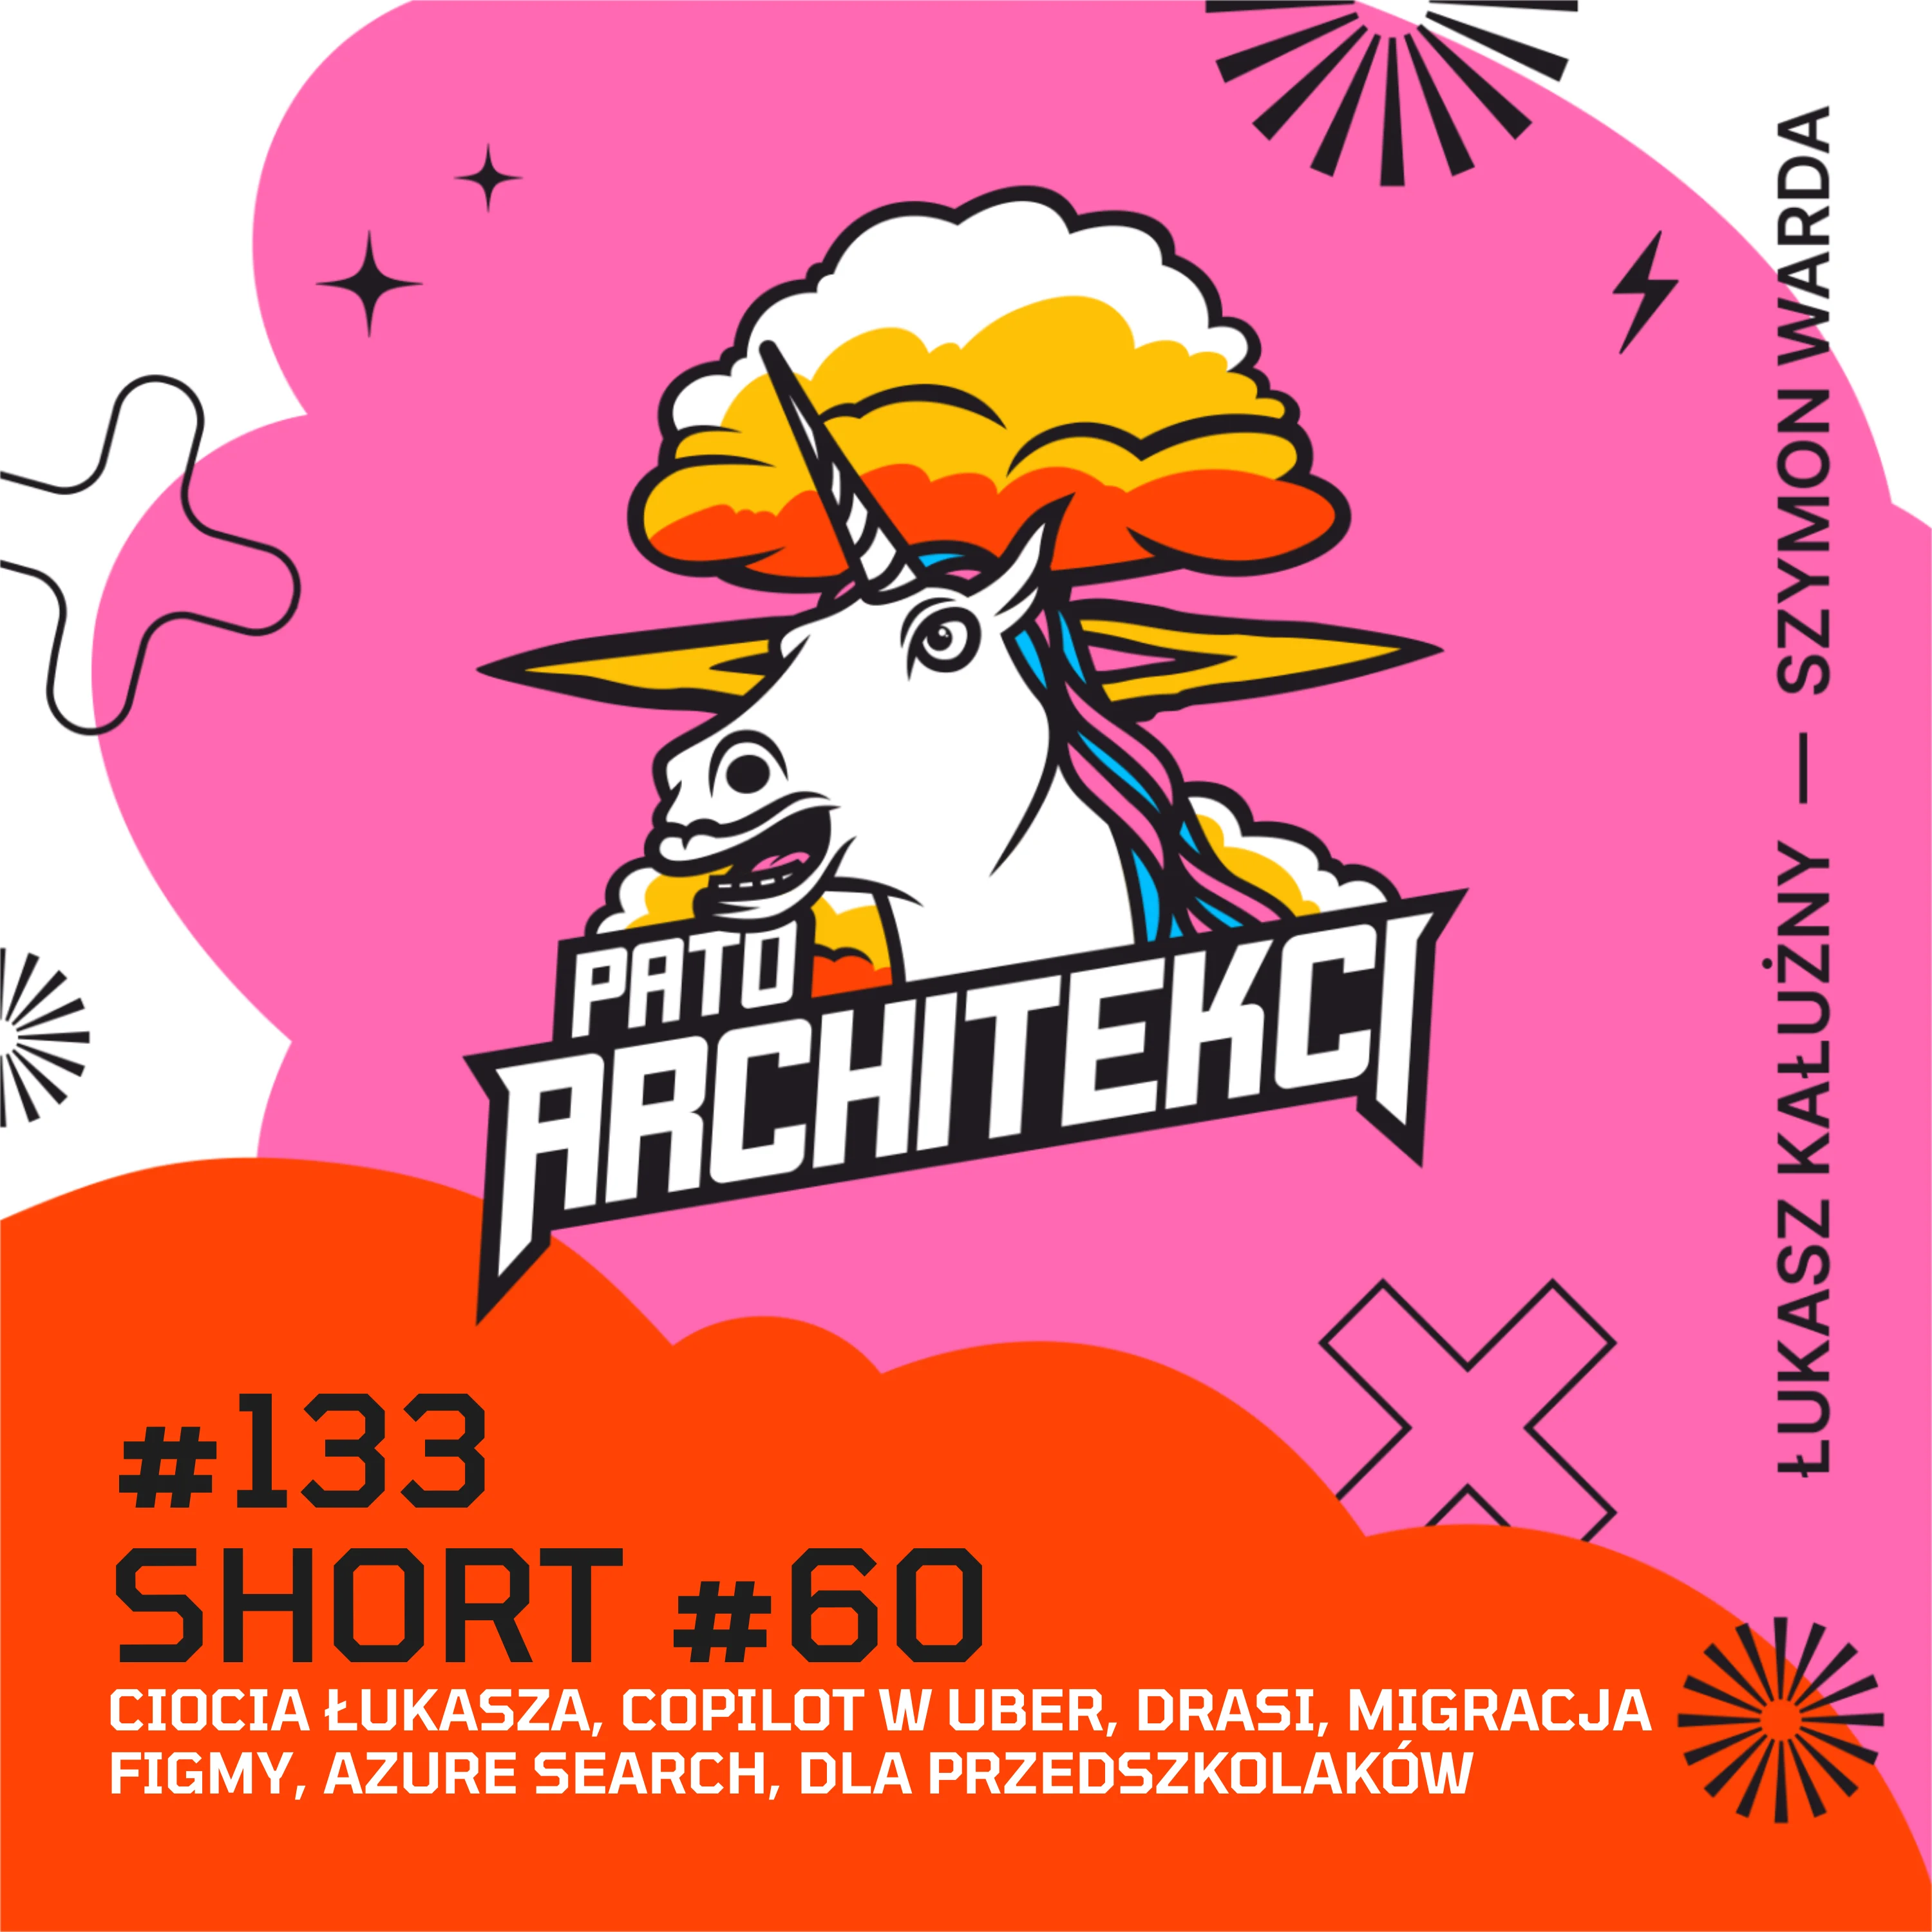 PATO
ARCHITEKCI
ŁUKASZ KAŁUŻNY — SZYMON WARDA
#133
SHORT #60
CIOCIA ŁUKASZA, COPILOT W UBER, DRASI, MIGRACJA
FIGMY, AZURE SEARCH, DLA PRZEDSZKOLAKÓW